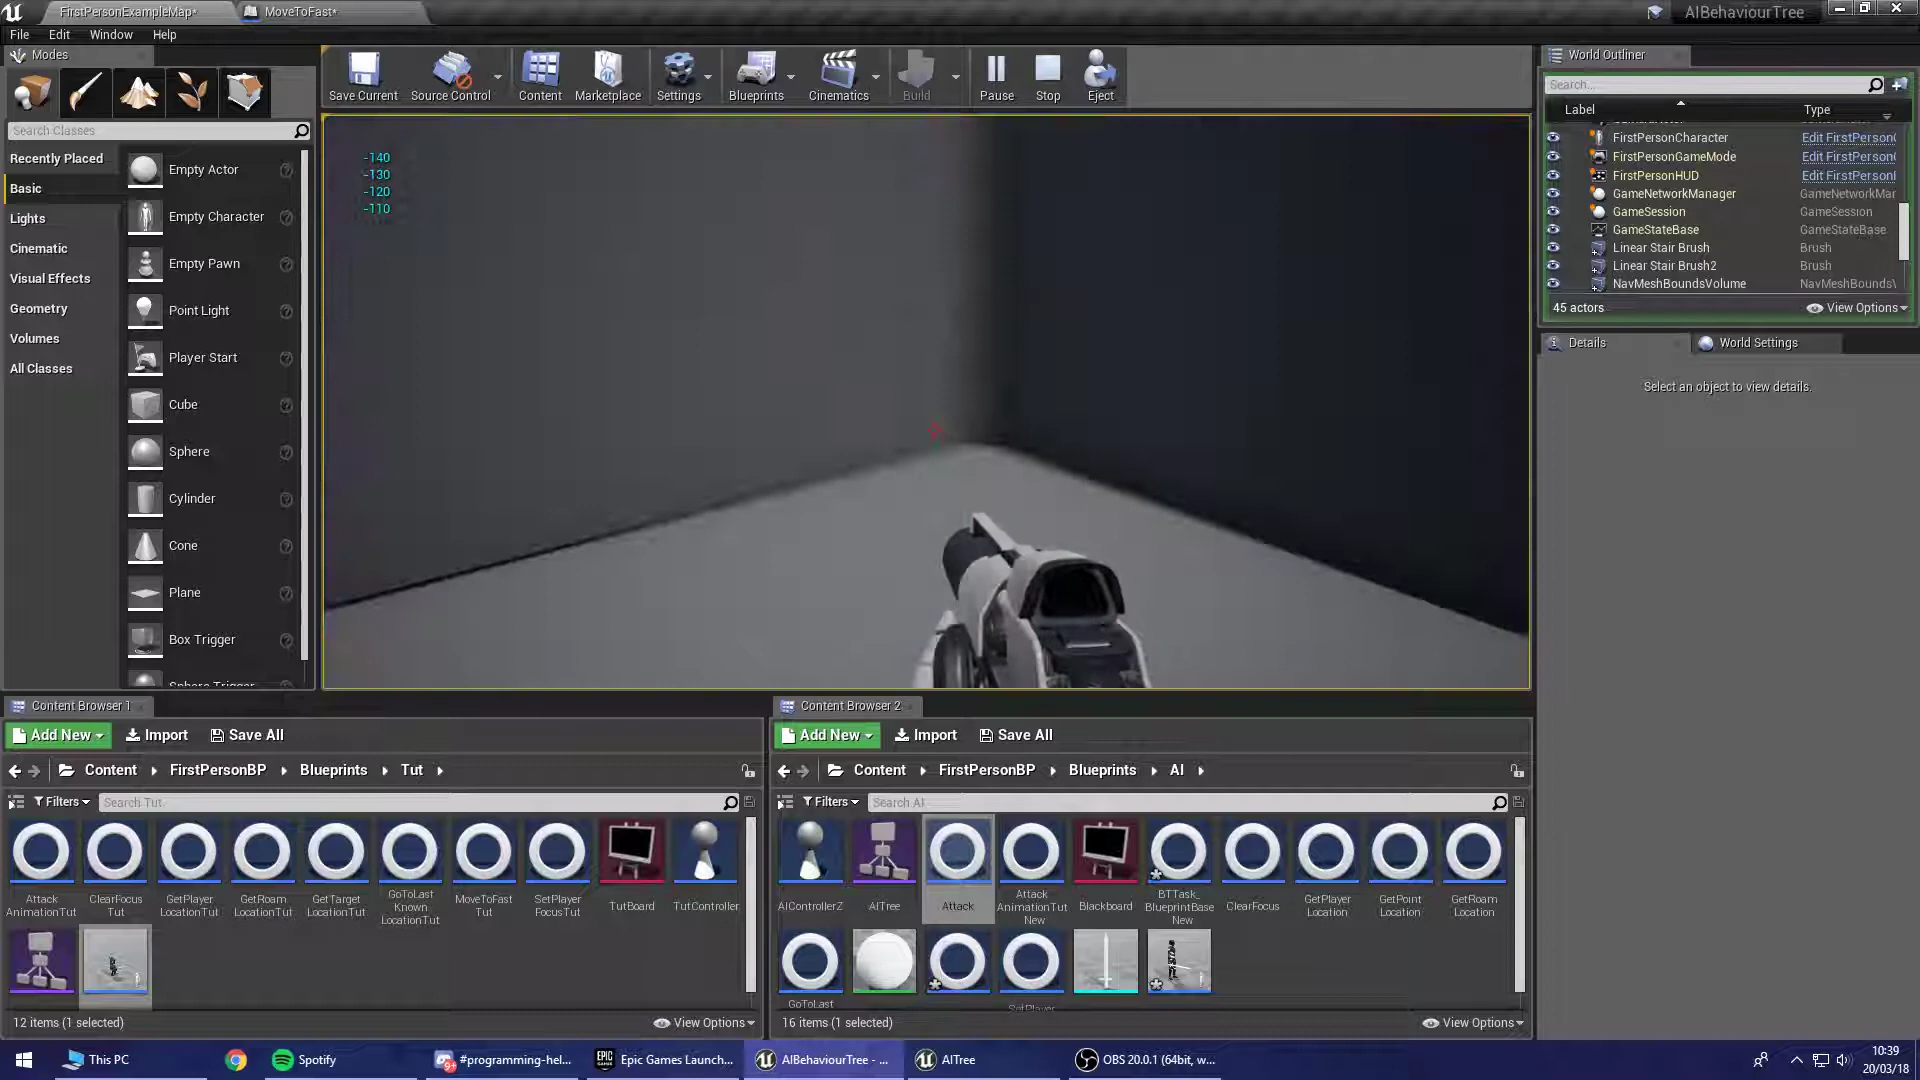 FirstPersonExampleMap*
MoveToFast*
AIBehaviourTree
File Edit Window Help
Modes
Search Classes
Recently Placed
Basic
Lights
Cinematic
Visual Effects
Geometry
Volumes
All Classes
Empty Actor
Empty Character
Empty Pawn
Point Light
Player Start
Cube
Sphere
Cylinder
Cone
Plane
Box Trigger
Sphere Trigger
Save Current
Source Control
Content
Marketplace
Settings
Blueprints
Cinematics
Build
Pause
Stop
Eject
-140
-130
-120
-110
World Outliner
Search...
Label Type
FirstPersonCharacter Edit FirstPersonC
FirstPersonGameMode Edit FirstPersonG
FirstPersonHUD Edit FirstPersonH
GameNetworkManager GameNetworkMar
GameSession GameSession
GameStateBase GameStateBase
Linear Stair Brush Brush
Linear Stair Brush2 Brush
NavMeshBoundsVolume NavMeshBoundsV
45 actors View Options
Details
World Settings
Select an object to view details.
Content Browser 1
Add New Import Save All
Content FirstPersonBP Blueprints Tut
Filters Search Tut
Attack
AnimationTut
ClearFocus
Tut
GetPlayer
LocationTut
GetRoam
LocationTut
GetTarget
LocationTut
GoToLast
Known
LocationTut
MoveToFast
Tut
SetPlayer
FocusTut
TutBoard
TutController
12 items (1 selected) View Options
Content Browser 2
Add New Import Save All
Content FirstPersonBP Blueprints AI
Filters Search AI
AIControllerZ
AITree
Attack
Attack
AnimationTut
New
Blackboard
BTTask_
BlueprintBase
New
ClearFocus
GetPlayer
Location
GetPoint
Location
GetRoam
Location
GoToLast
SetPlayer
16 items (1 selected) View Options
This PC
Spotify
#programming-hel...
9+
EPIC
GAMES
Epic Games Launch...
AIBehaviourTree - ...
AITree
OBS 20.0.1 (64bit, w...
10:39
20/03/18